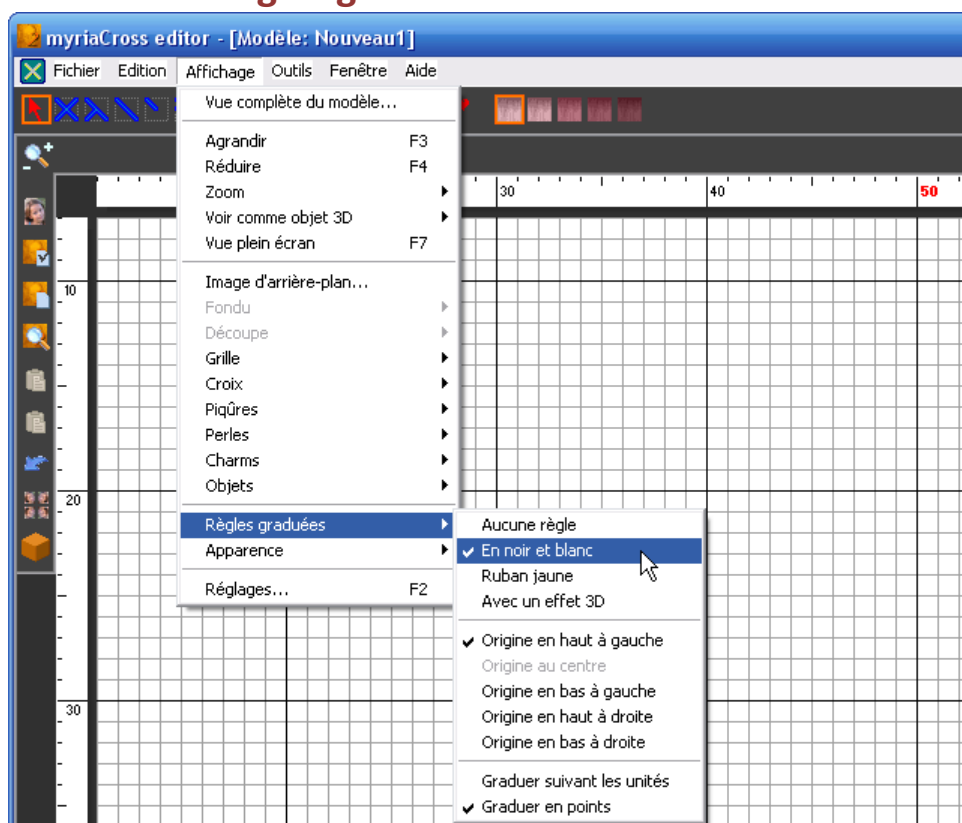 myriaCross editor - [Modèle: Nouveau1]
Fichier Edition Affichage Outils Fenêtre Aide
Vue complète du modèle...
Agrandir F3
Réduire F4
Zoom
Voir comme objet 3D
Vue plein écran F7
Image d'arrière-plan...
Fondu
Découpe
Grille
Croix
Piqûres
Perles
Charms
Objets
Règles graduées
Apparence
Réglages... F2
Aucune règle
En noir et blanc
Ruban jaune
Avec un effet 3D
Origine en haut à gauche
Origine au centre
Origine en bas à gauche
Origine en haut à droite
Origine en bas à droite
Graduer suivant les unités
Graduer en points
30 40 50
10
20
30